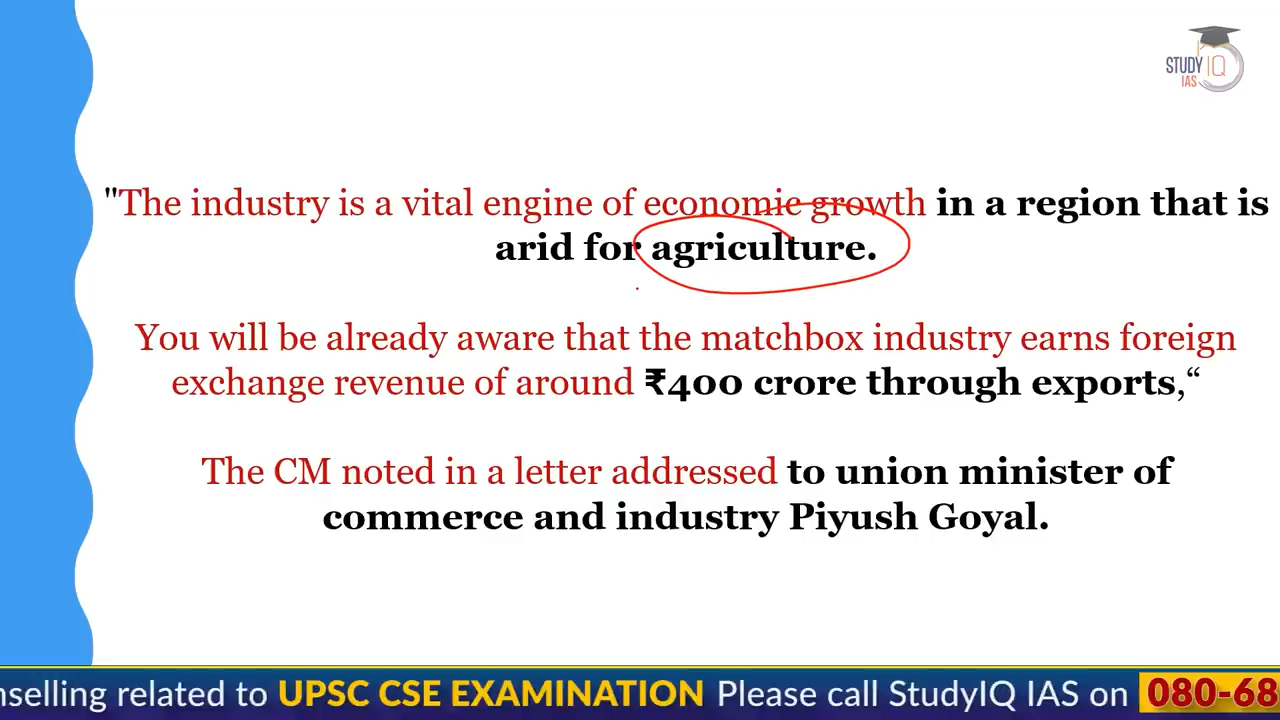 STUDY IQ
IAS
"The industry is a vital engine of economic growth in a region that is
arid for agriculture.
You will be already aware that the matchbox industry earns foreign
exchange revenue of around ₹400 crore through exports,“
The CM noted in a letter addressed to union minister of
commerce and industry Piyush Goyal.
nselling related to UPSC CSE EXAMINATION Please call StudyIQ IAS on 080-68